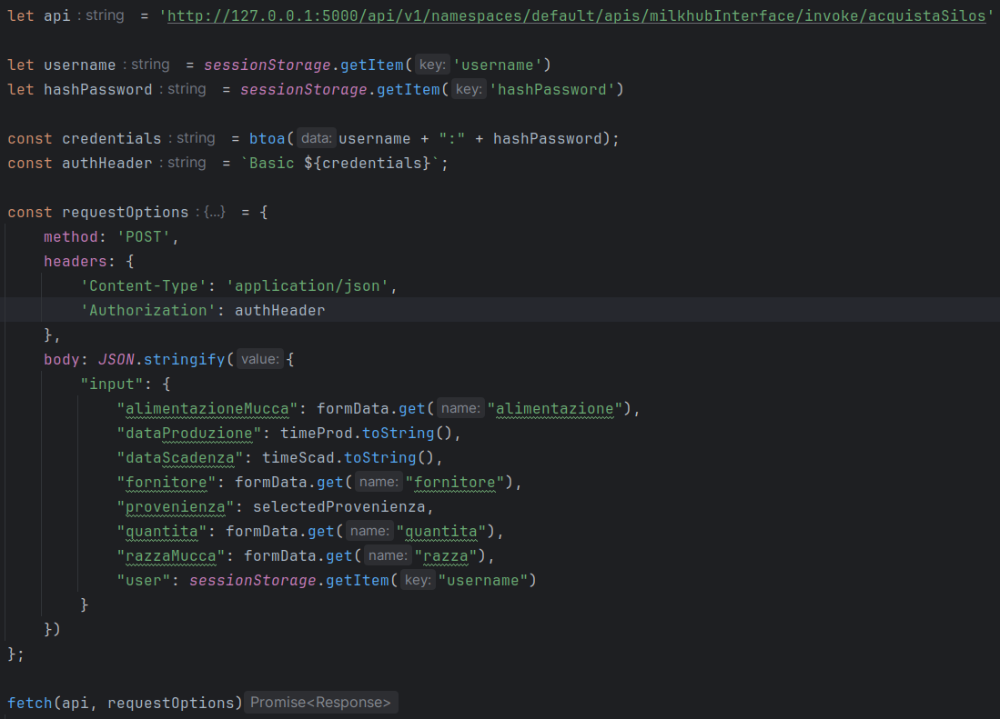 let api : string = 'http://127.0.0.1:5000/api/v1/namespaces/default/apis/milkhubInterface/invoke/acquistaSilos'
let username : string = sessionStorage.getItem( key: 'username')
let hashPassword : string = sessionStorage.getItem( key: 'hashPassword')
const credentials : string = btoa( data: username + ":" + hashPassword);
const authHeader : string = `Basic ${credentials}`;
const requestOptions : {...} = {
method: 'POST',
headers: {
'Content-Type': 'application/json',
'Authorization': authHeader
},
body: JSON.stringify( value: {
"input": {
"alimentazioneMucca": formData.get( name: "alimentazione"),
"dataProduzione": timeProd.toString(),
"dataScadenza": timeScad.toString(),
"fornitore": formData.get( name: "fornitore"),
"provenienza": selectedProvenienza,
"quantita": formData.get( name: "quantita"),
"razzaMucca": formData.get( name: "razza"),
"user": sessionStorage.getItem( key: "username")
}
})
};
fetch(api, requestOptions) Promise<Response>